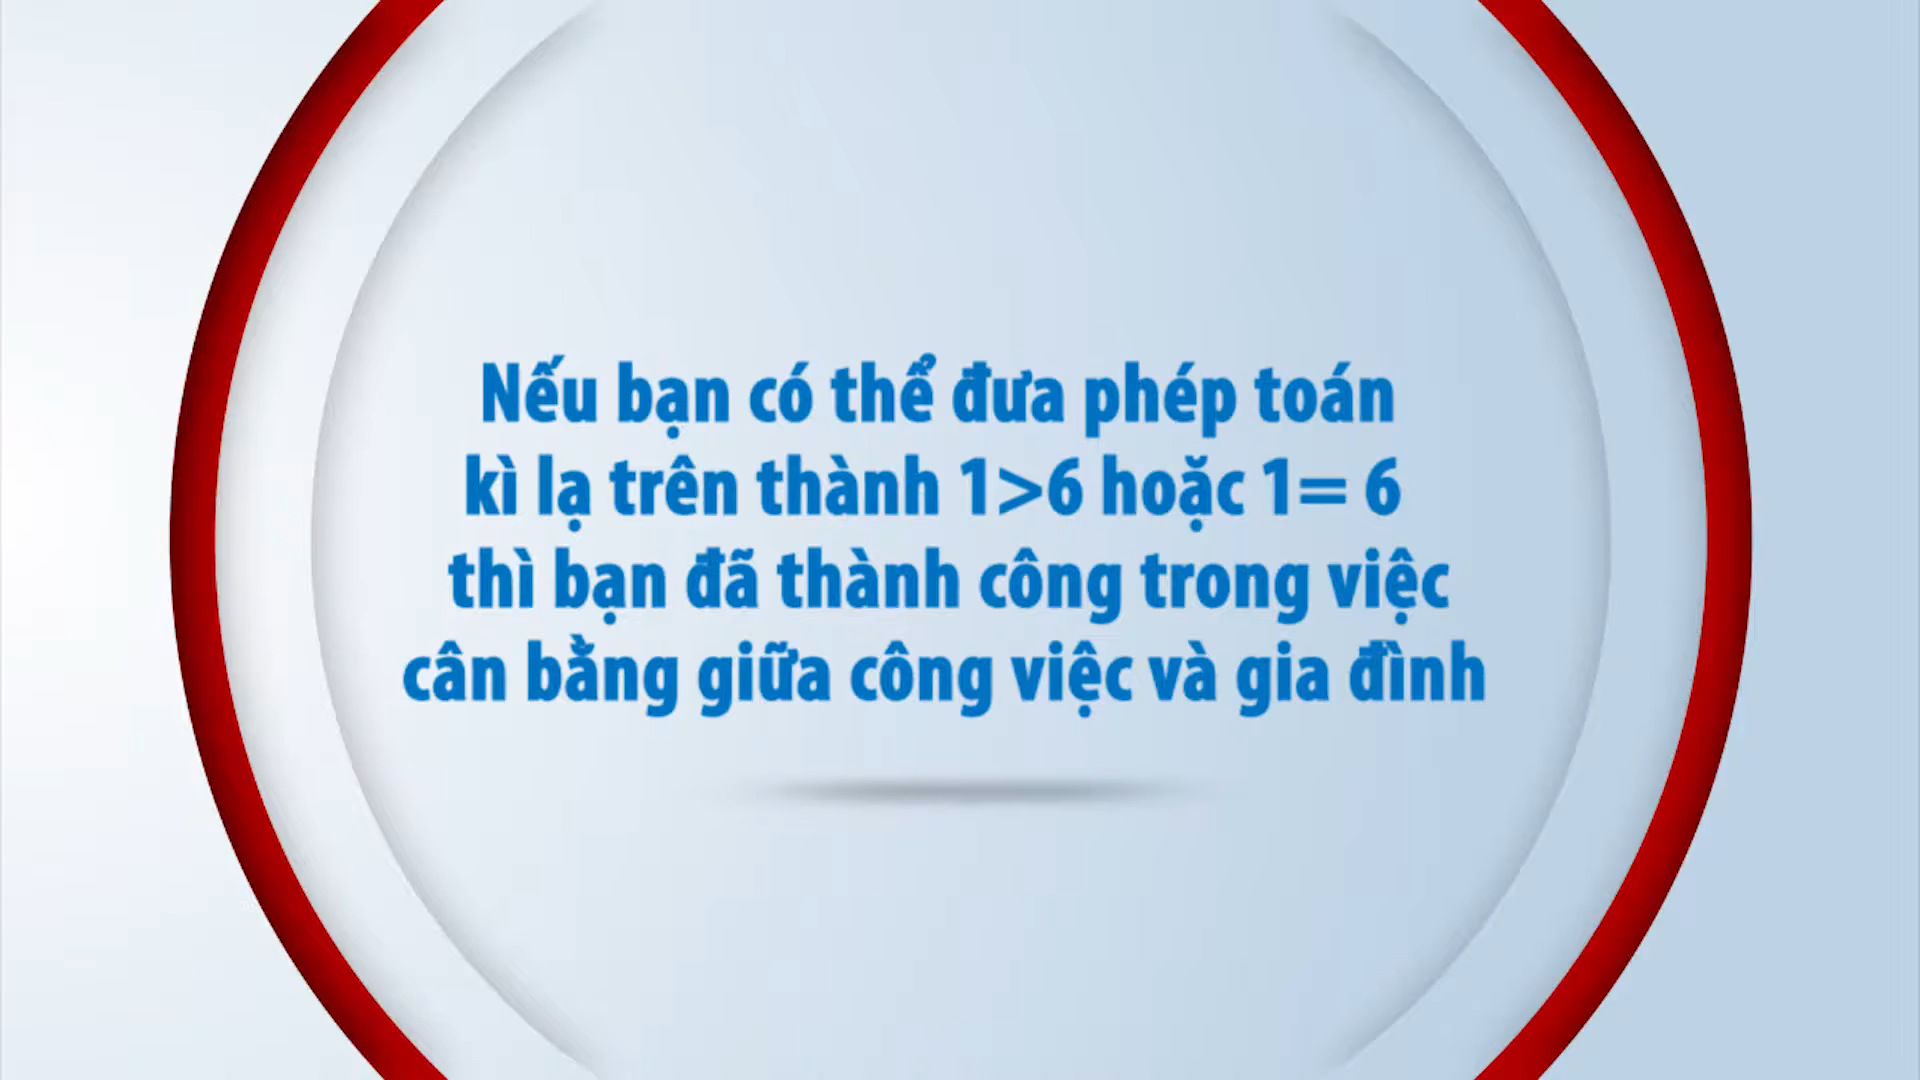 Nếu bạn có thể đưa phép toán
kì lạ trên thành 1>6 hoặc 1= 6
thì bạn đã thành công trong việc
cân bằng giữa công việc và gia đình